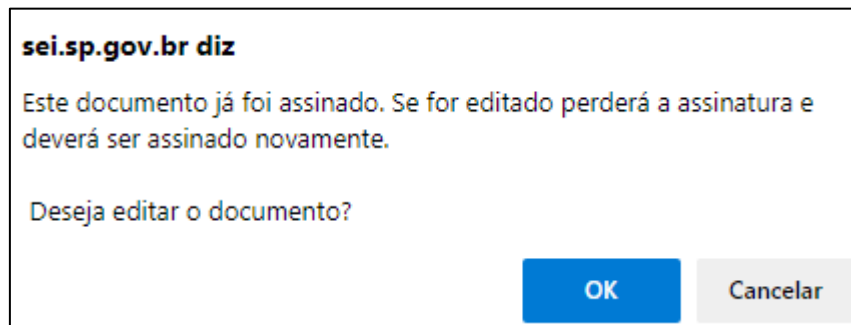 sei.sp.gov.br diz
Este documento já foi assinado. Se for editado perderá a assinatura e
deverá ser assinado novamente.
Deseja editar o documento?
OK
Cancelar